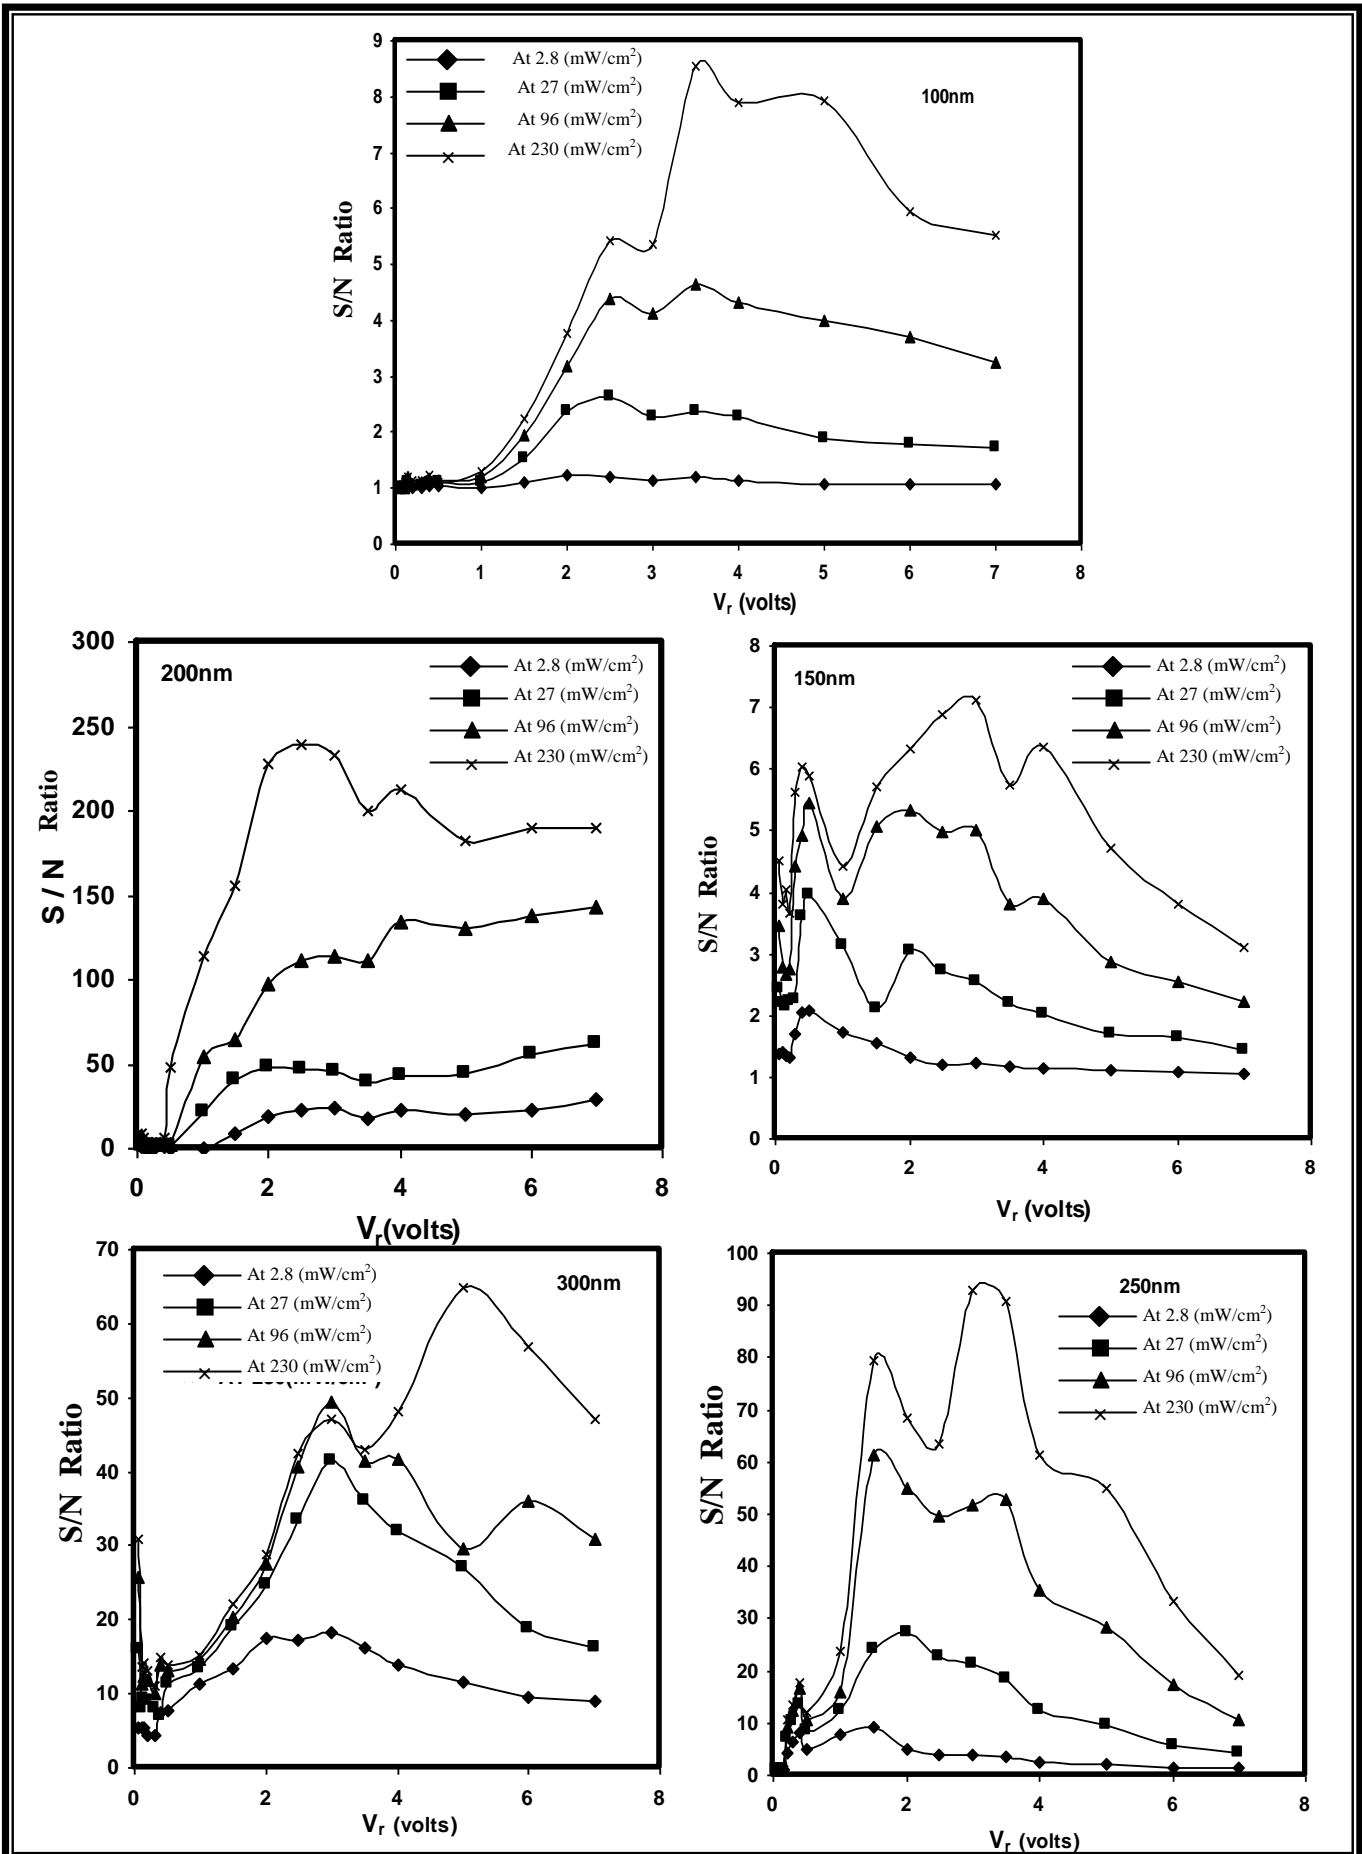 9
8
7
6
5
4
3
2
1
0
At 2.8 (mW/cm²)
At 27 (mW/cm²)
At 96 (mW/cm²)
At 230 (mW/cm²)
100nm
S/N Ratio
0 1 2 3 4 5 6 7 8
Vr (volts)
300
250
200
150
100
50
0
200nm
At 2.8 (mW/cm²)
At 27 (mW/cm²)
At 96 (mW/cm²)
At 230 (mW/cm²)
S / N Ratio
0 2 4 6 8
Vr(volts)
8
7
6
5
4
3
2
1
0
150nm
At 2.8 (mW/cm²)
At 27 (mW/cm²)
At 96 (mW/cm²)
At 230 (mW/cm²)
S/N Ratio
0 2 4 6 8
Vr (volts)
70
60
50
40
30
20
10
0
At 2.8 (mW/cm²)
At 27 (mW/cm²)
At 96 (mW/cm²)
At 230 (mW/cm²)
300nm
S/N Ratio
0 2 4 6 8
Vr (volts)
100
90
80
70
60
50
40
30
20
10
0
250nm
At 2.8 (mW/cm²)
At 27 (mW/cm²)
At 96 (mW/cm²)
At 230 (mW/cm²)
S/N Ratio
0 2 4 6 8
Vr (volts)